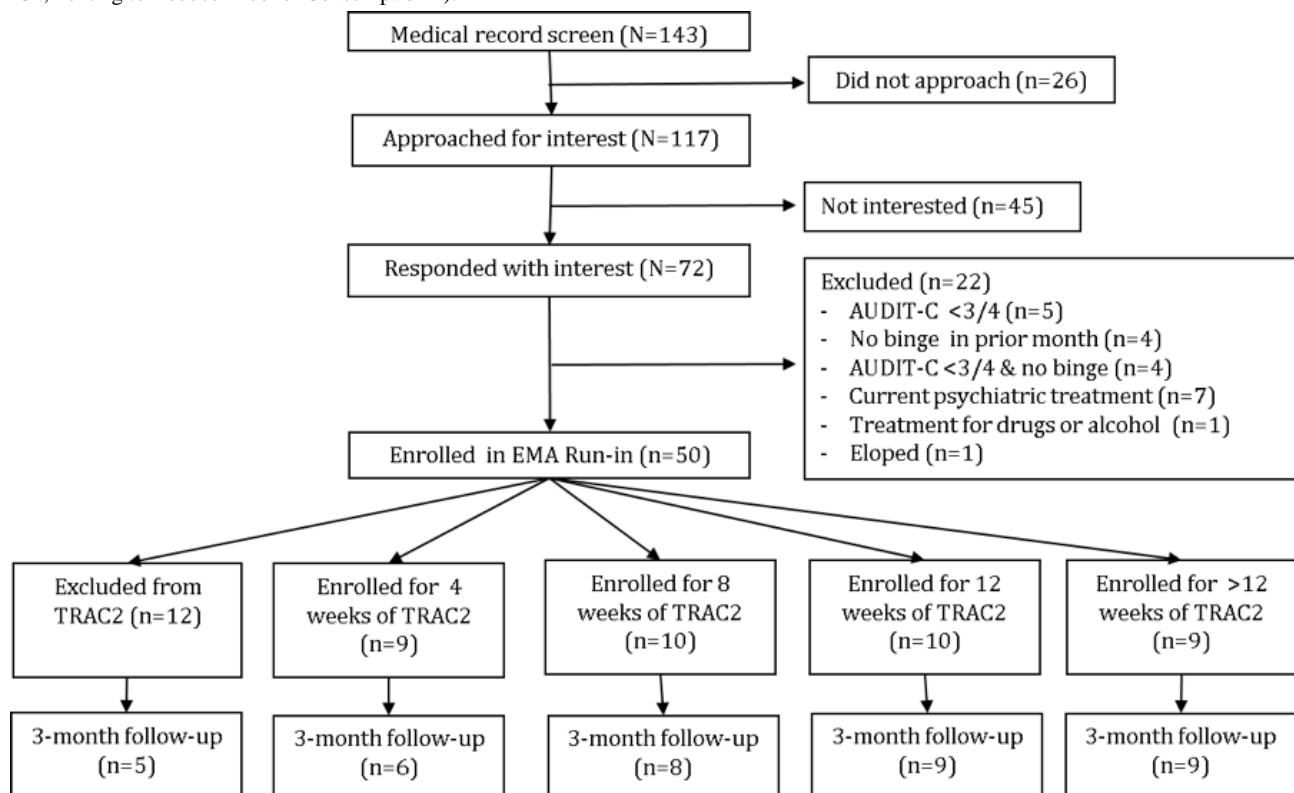 Medical record screen (N=143)
Did not approach (n=26)
Approached for interest (N=117)
Not interested (n=45)
Responded with interest (N=72)
Excluded (n=22)
- AUDIT-C <3/4 (n=5)
- No binge in prior month (n=4)
- AUDIT-C <3/4 & no binge (n=4)
- Current psychiatric treatment (n=7)
- Treatment for drugs or alcohol (n=1)
- Eloped (n=1)
Enrolled in EMA Run-in (n=50)
Excluded from
TRAC2 (n=12)
Enrolled for 4
weeks of TRAC2
(n=9)
Enrolled for 8
weeks of TRAC2
(n=10)
Enrolled for 12
weeks of TRAC2
(n=10)
Enrolled for >12
weeks of TRAC2
(n=9)
3-month follow-up
(n=5)
3-month follow-up
(n=6)
3-month follow-up
(n=8)
3-month follow-up
(n=9)
3-month follow-up
(n=9)